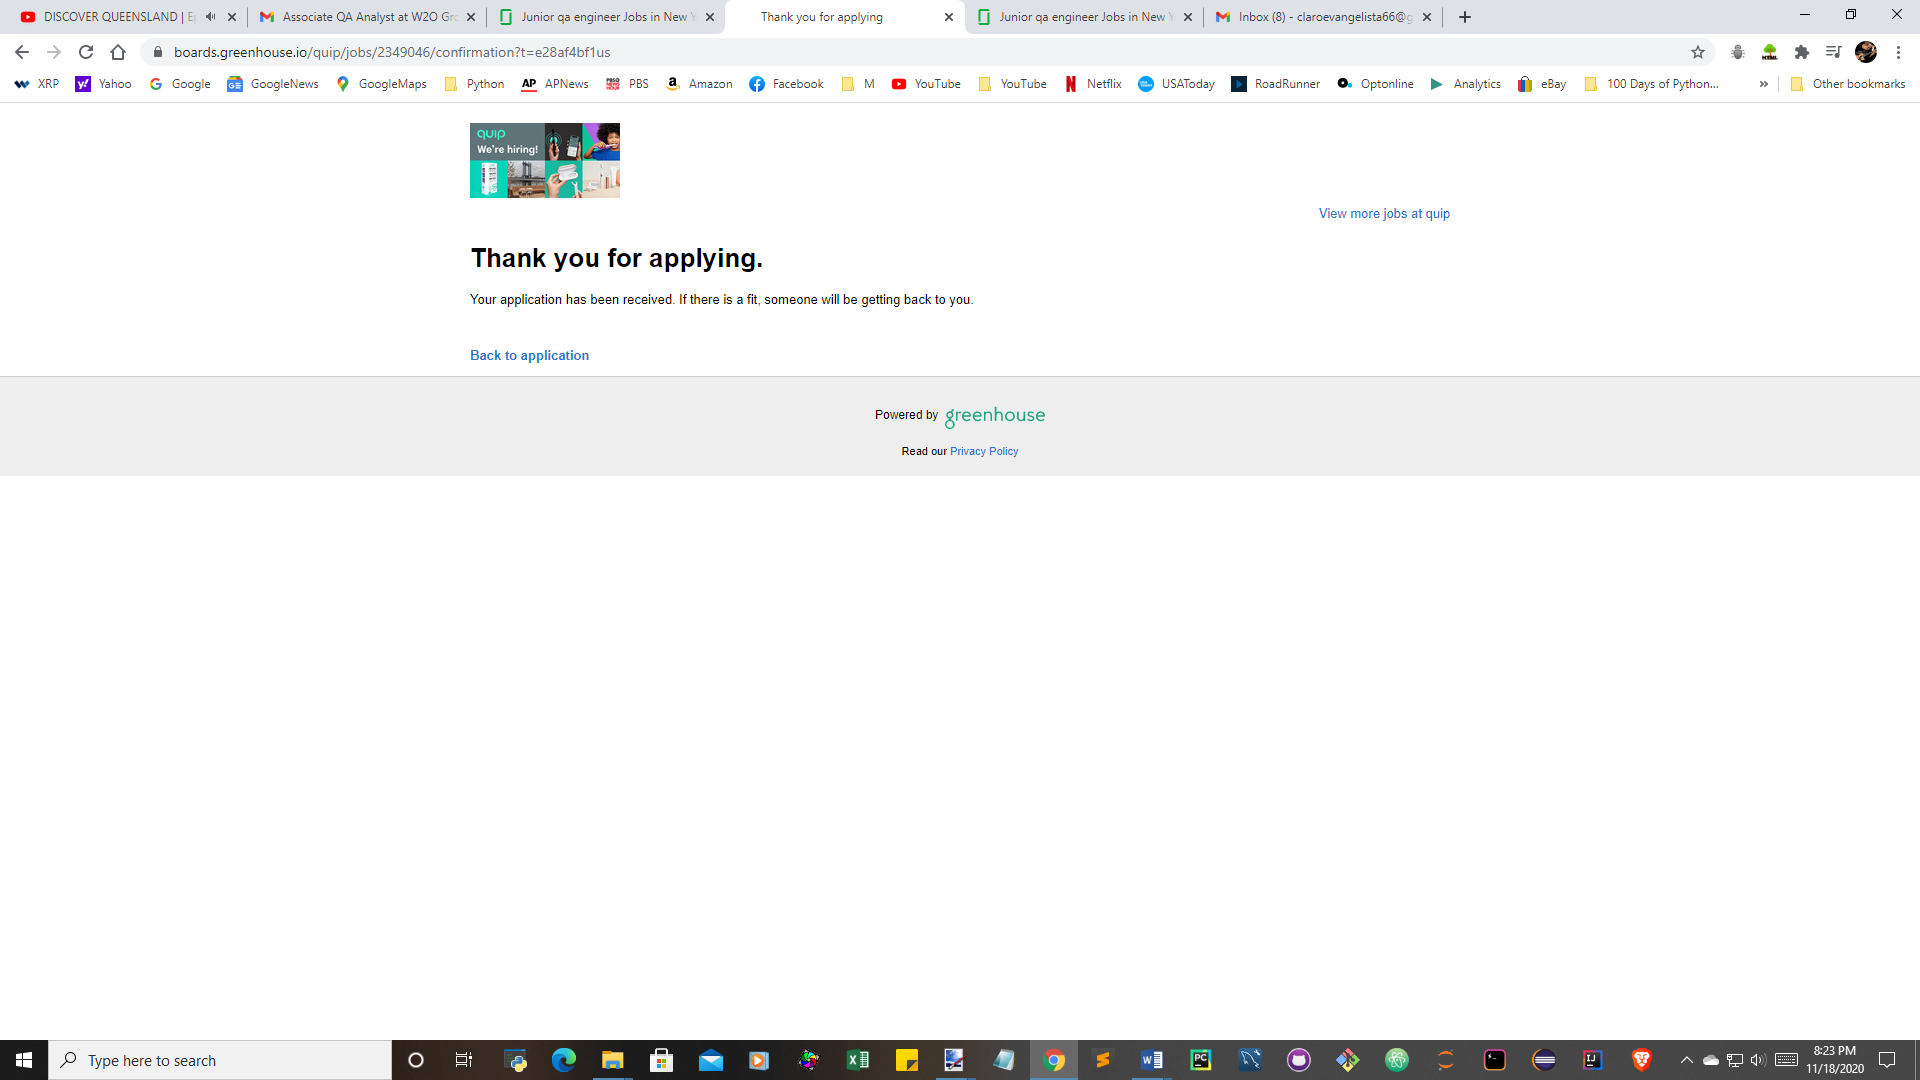 DISCOVER QUEENSLAND | E
Associate QA Analyst at W2O Gr
Junior qa engineer Jobs in New Y
Thank you for applying
Junior qa engineer Jobs in New Y
Inbox (8) - claroevangelista66@g
boards.greenhouse.io/quip/jobs/2349046/confirmation?t=e28af4bf1us
XRP Yahoo Google GoogleNews GoogleMaps Python AP APNews PBS Amazon Facebook M YouTube YouTube Netflix USAToday RoadRunner Optonline Analytics eBay 100 Days of Python... » Other bookmarks
quip
We're hiring!
View more jobs at quip
Thank you for applying.
Your application has been received. If there is a fit, someone will be getting back to you.
Back to application
Powered by greenhouse
Read our Privacy Policy
Type here to search
8:23 PM
11/18/2020